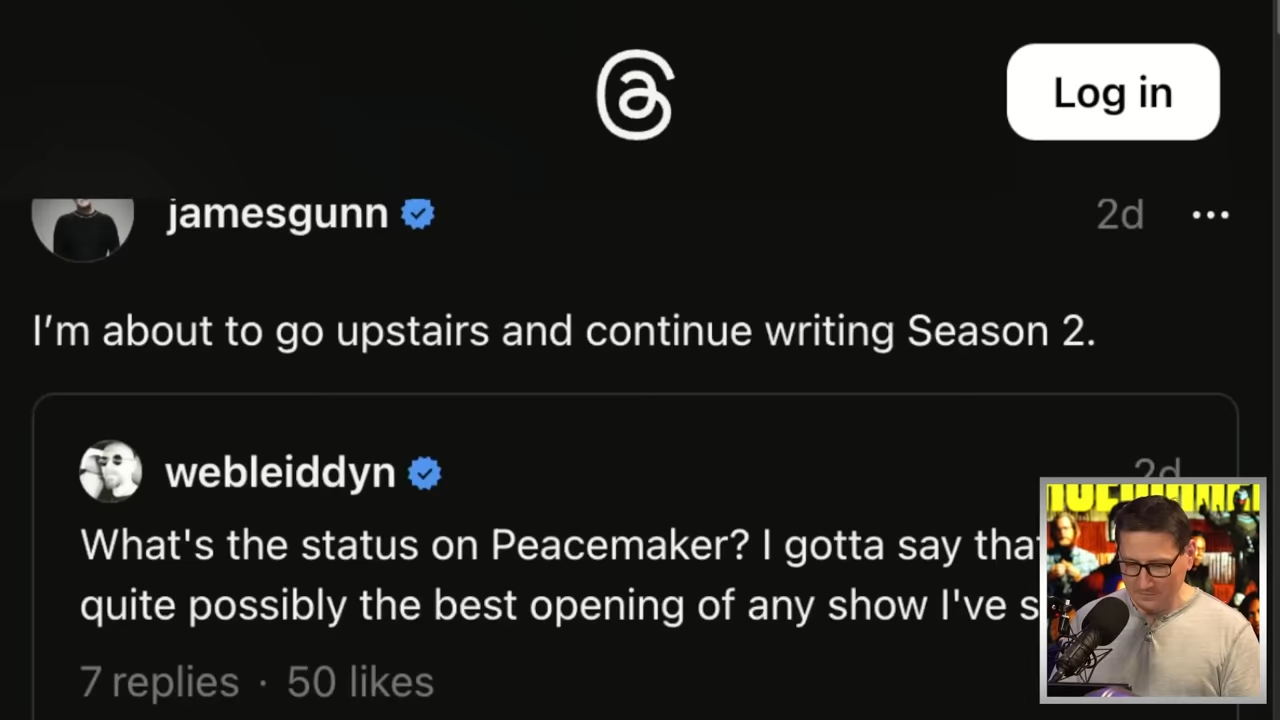 Log in
jamesgunn
2d
I’m about to go upstairs and continue writing Season 2.
webleiddyn
2d
What's the status on Peacemaker? I gotta say
quite possibly the best opening of any show I've
7 replies · 50 likes